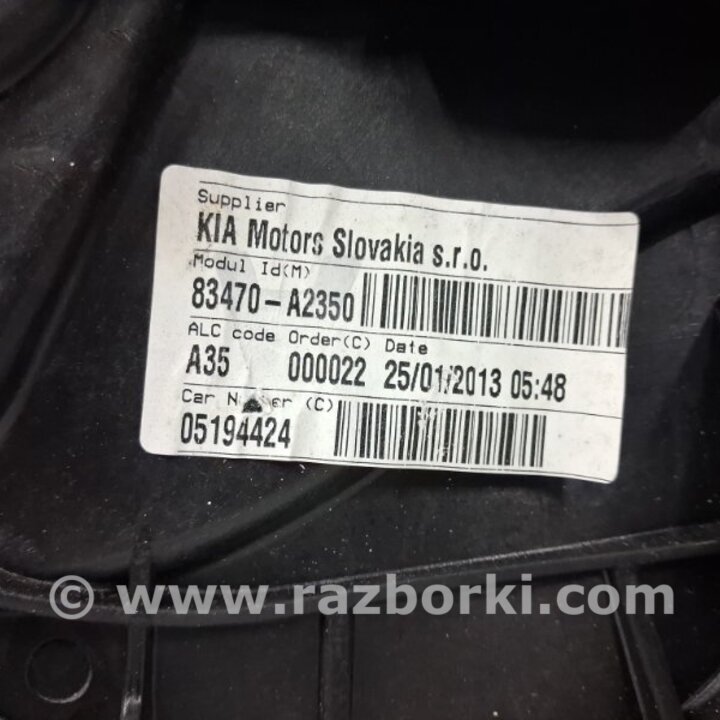 Supplier
KIA Motors Slovakia s.r.o.
Modul Id(M)
83470-A2350
ALC code Order(C) Date
A35 000022 25/01/2013 05:48
Car (C)
05194424
© www.razborki.com